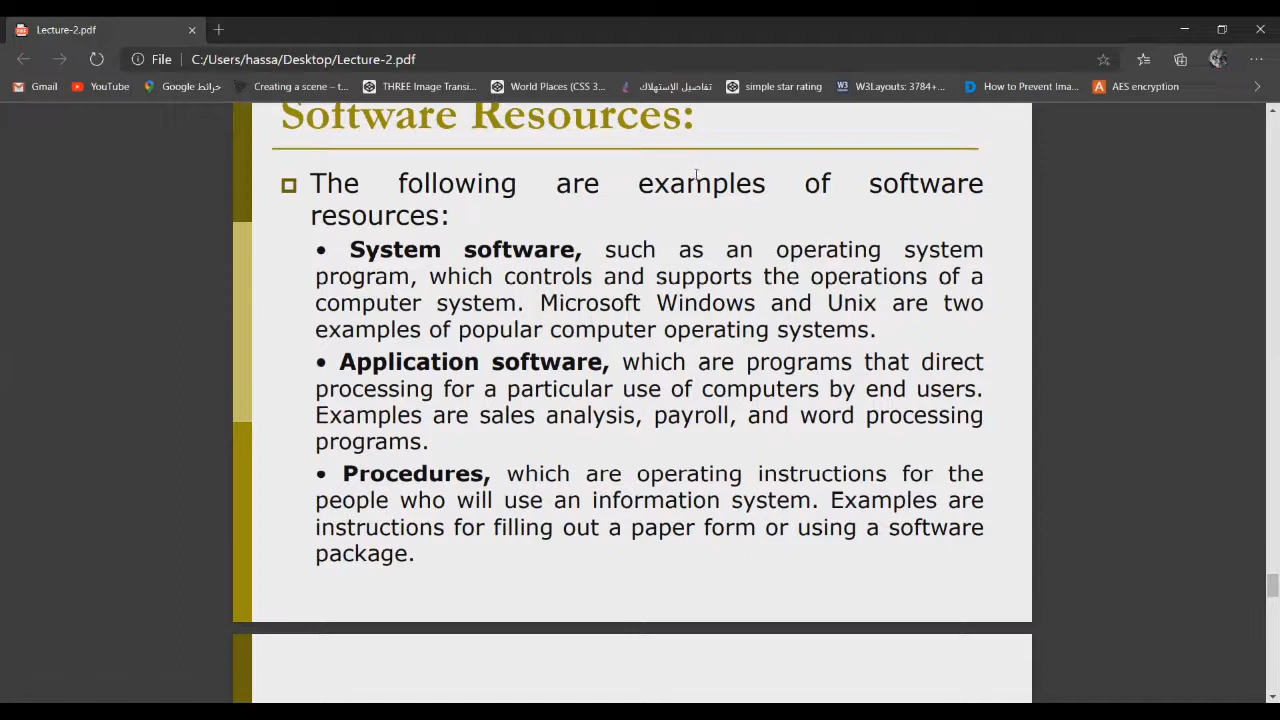 Lecture-2.pdf
File C:/Users/hassa/Desktop/Lecture-2.pdf
Gmail YouTube خرائط Google Creating a scene – t... THREE Image Transi... World Places (CSS 3... تفاصيل الإستهلاك simple star rating W3Layouts: 3784+... How to Prevent Ima... AES encryption
Software Resources:
The following are examples of software
resources:
• System software, such as an operating system
program, which controls and supports the operations of a
computer system. Microsoft Windows and Unix are two
examples of popular computer operating systems.
• Application software, which are programs that direct
processing for a particular use of computers by end users.
Examples are sales analysis, payroll, and word processing
programs.
• Procedures, which are operating instructions for the
people who will use an information system. Examples are
instructions for filling out a paper form or using a software
package.